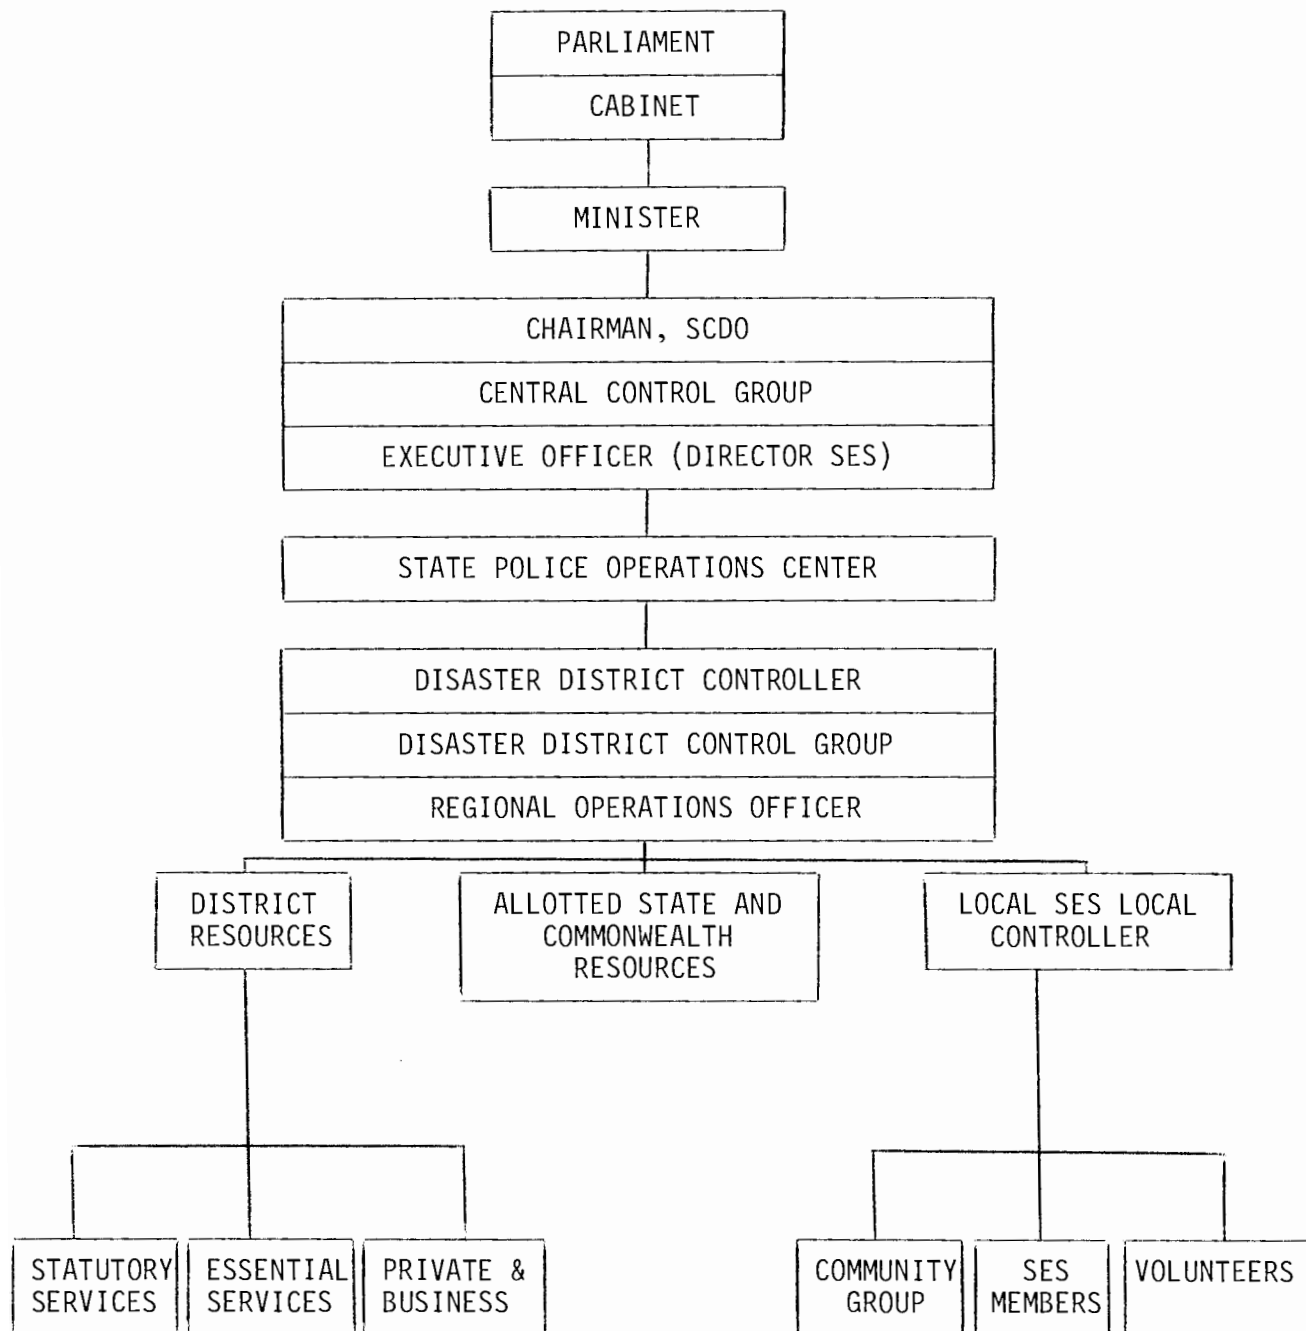 PARLIAMENT
CABINET
MINISTER
CHAIRMAN, SCDO
CENTRAL CONTROL GROUP
EXECUTIVE OFFICER (DIRECTOR SES)
STATE POLICE OPERATIONS CENTER
DISASTER DISTRICT CONTROLLER
DISASTER DISTRICT CONTROL GROUP
REGIONAL OPERATIONS OFFICER
DISTRICT
RESOURCES
ALLOTTED STATE AND
COMMONWEALTH
RESOURCES
LOCAL SES LOCAL
CONTROLLER
STATUTORY
SERVICES
ESSENTIAL
SERVICES
PRIVATE &
BUSINESS
COMMUNITY
GROUP
SES
MEMBERS
VOLUNTEERS